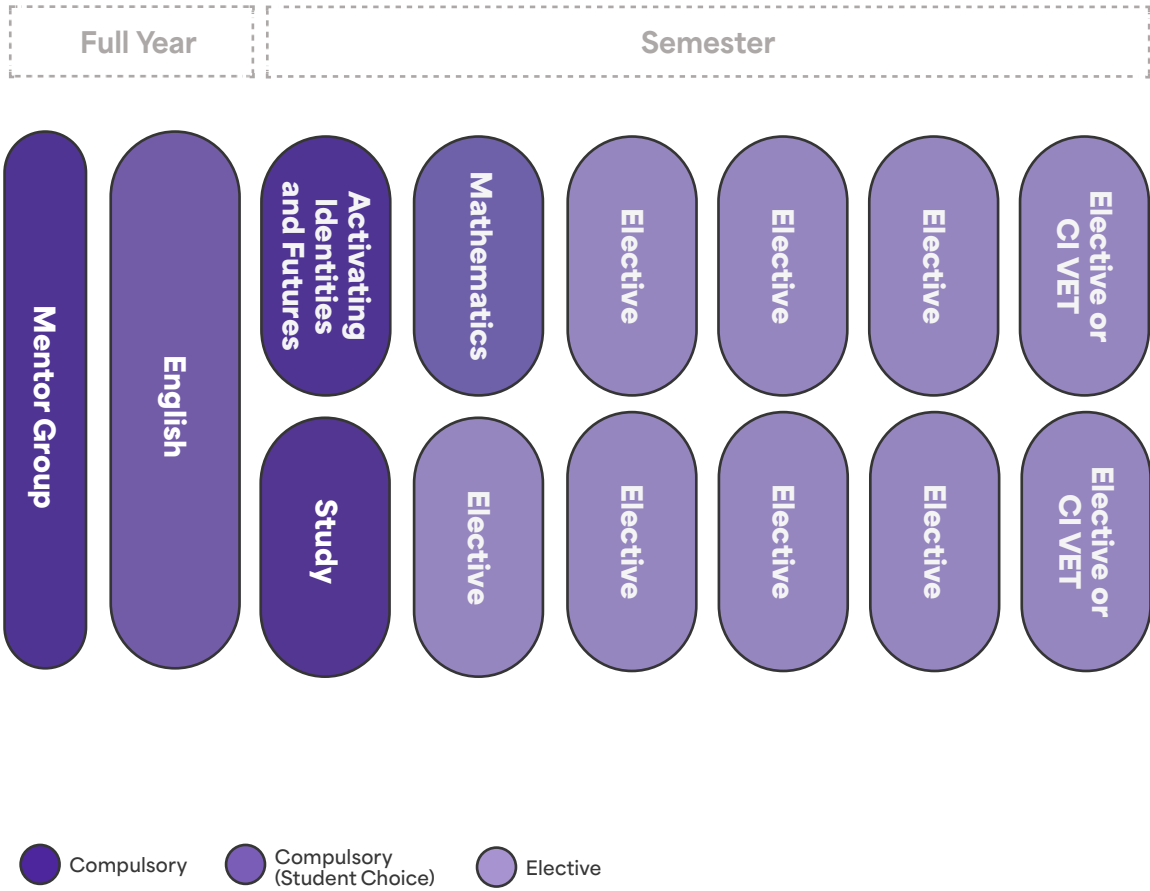 Full Year
Semester
Mentor Group
English
Activating
Identities
and Futures
Mathematics
Elective
Elective
Elective
Elective or
CI VET
Study
Elective
Elective
Elective
Elective
Elective or
CI VET
Compulsory
Compulsory
(Student Choice)
Elective